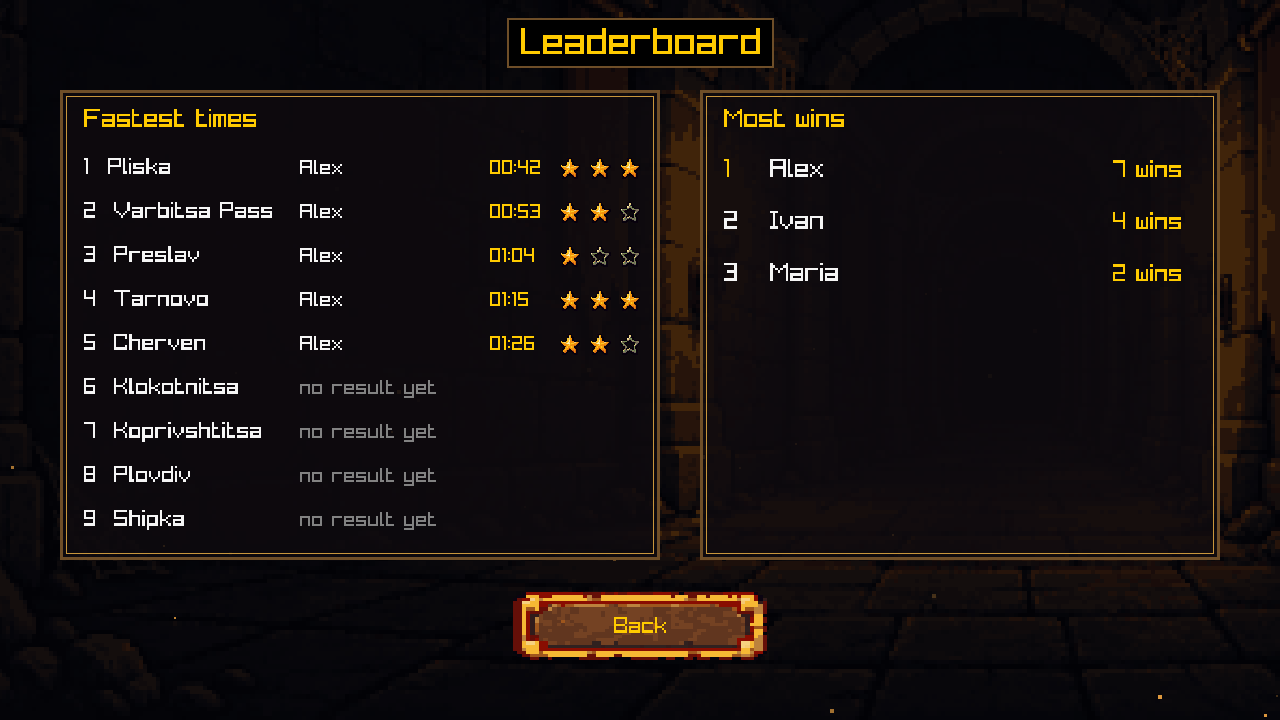 Leaderboard
Fastest times
1 Pliska Alex 00:42
2 Varbitsa Pass Alex 00:53
3 Preslav Alex 01:04
4 Tarnovo Alex 01:15
5 Cherven Alex 01:26
6 Klokotnitsa no result yet
7 Koprivshtitsa no result yet
8 Plovdiv no result yet
9 Shipka no result yet
Most wins
1 Alex 7 wins
2 Ivan 4 wins
3 Maria 2 wins
Back